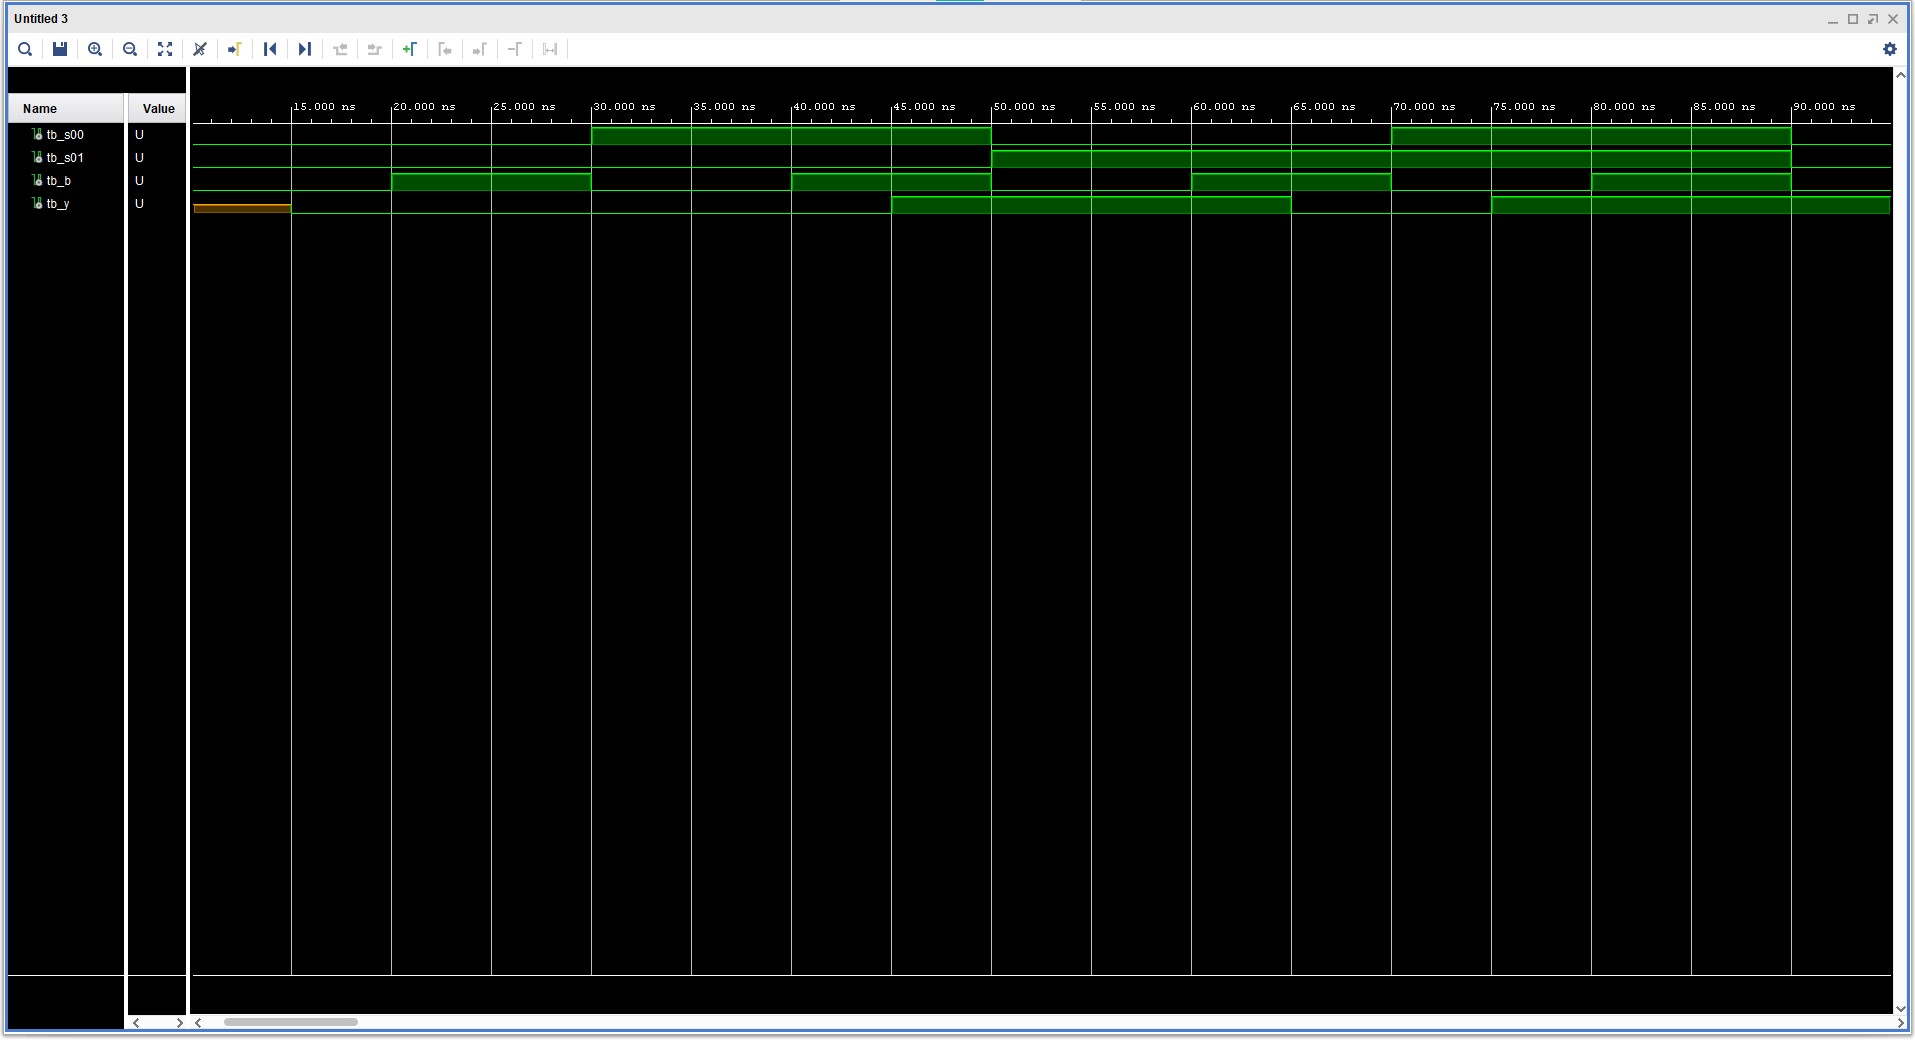 Untitled 3
Name Value
15.000 ns 20.000 ns 25.000 ns 30.000 ns 35.000 ns 40.000 ns 45.000 ns 50.000 ns 55.000 ns 60.000 ns 65.000 ns 70.000 ns 75.000 ns 80.000 ns 85.000 ns 90.000 ns
tb_s00 U
tb_s01 U
tb_b U
tb_y U